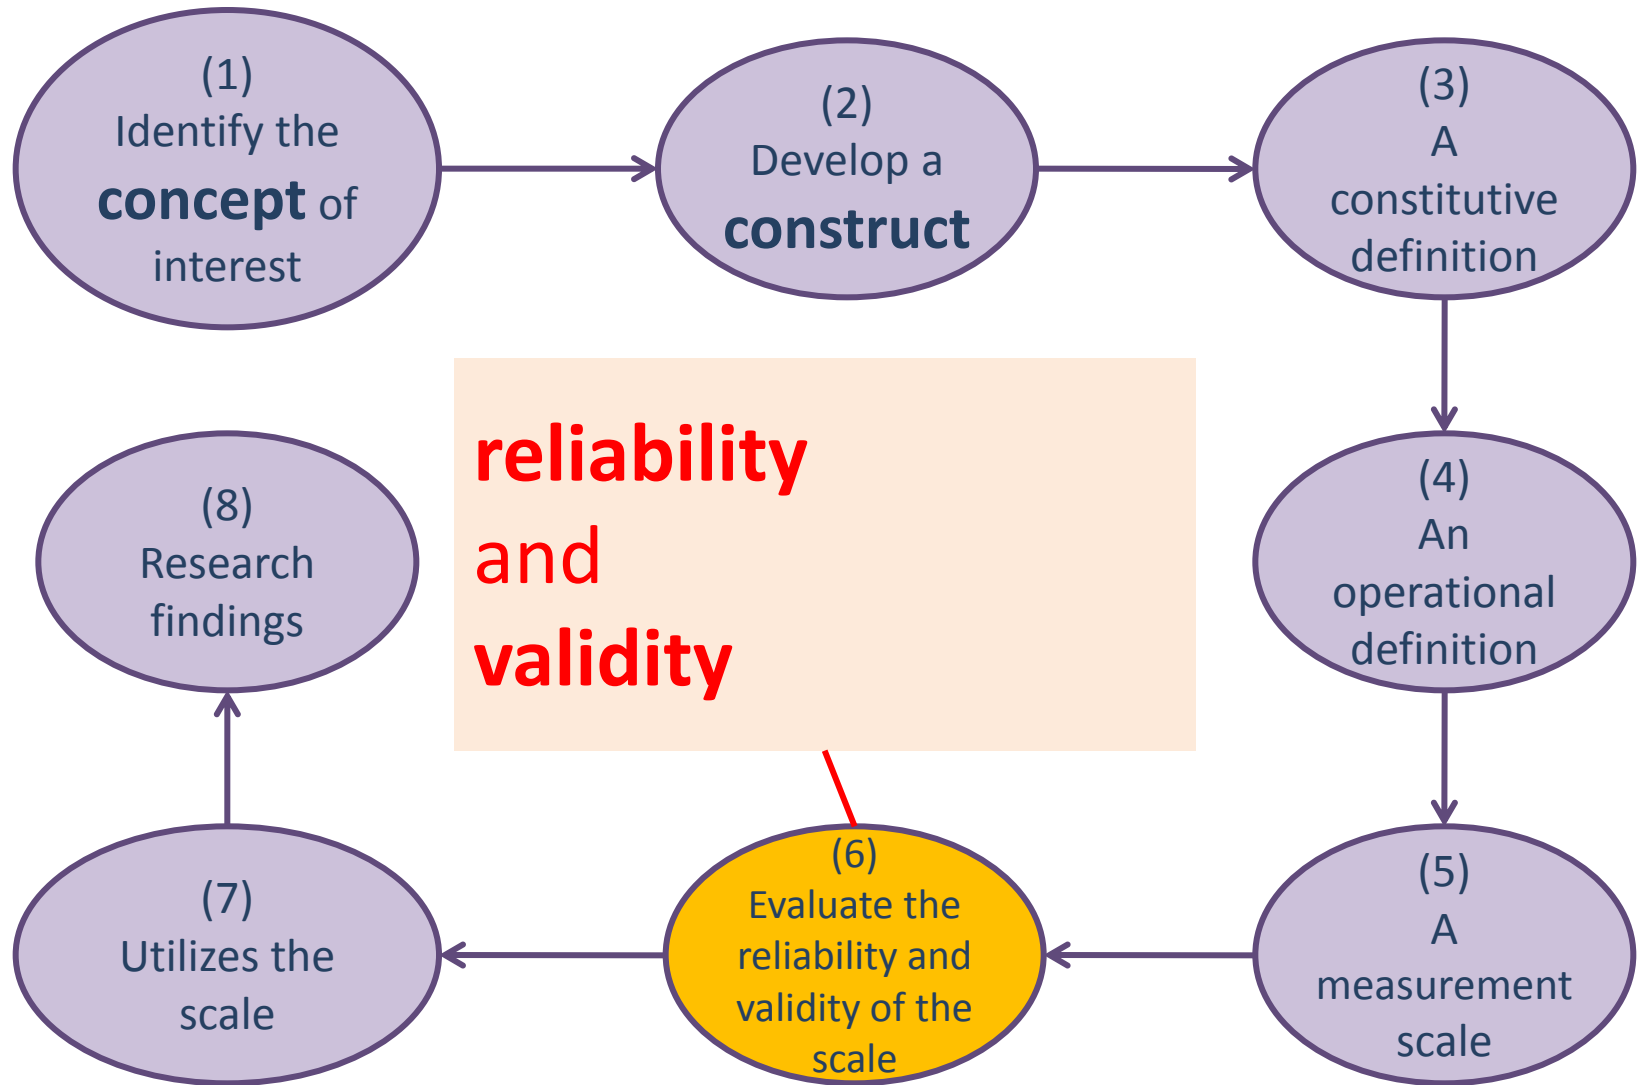 (1)
Identify the
concept of
interest
(2)
Develop a
construct
(3)
A
constitutive
definition
(4)
An
operational
definition
(5)
A
measurement
scale
(6)
Evaluate the
reliability and
validity of the
scale
(7)
Utilizes the
scale
(8)
Research
findings
reliability
and
validity